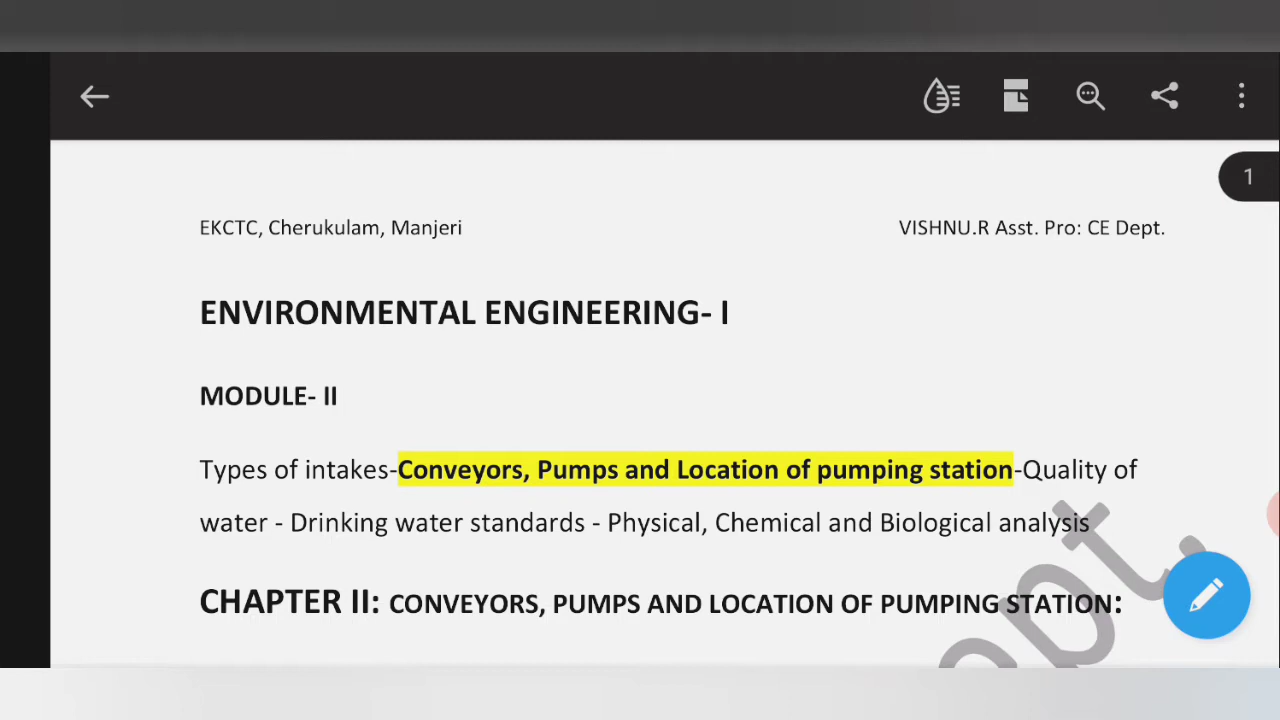 1
EKCTC, Cherukulam, Manjeri VISHNU.R Asst. Pro: CE Dept.
ENVIRONMENTAL ENGINEERING- I
MODULE- II
Types of intakes-Conveyors, Pumps and Location of pumping station-Quality of
water - Drinking water standards - Physical, Chemical and Biological analysis
CHAPTER II: CONVEYORS, PUMPS AND LOCATION OF PUMPING STATION: